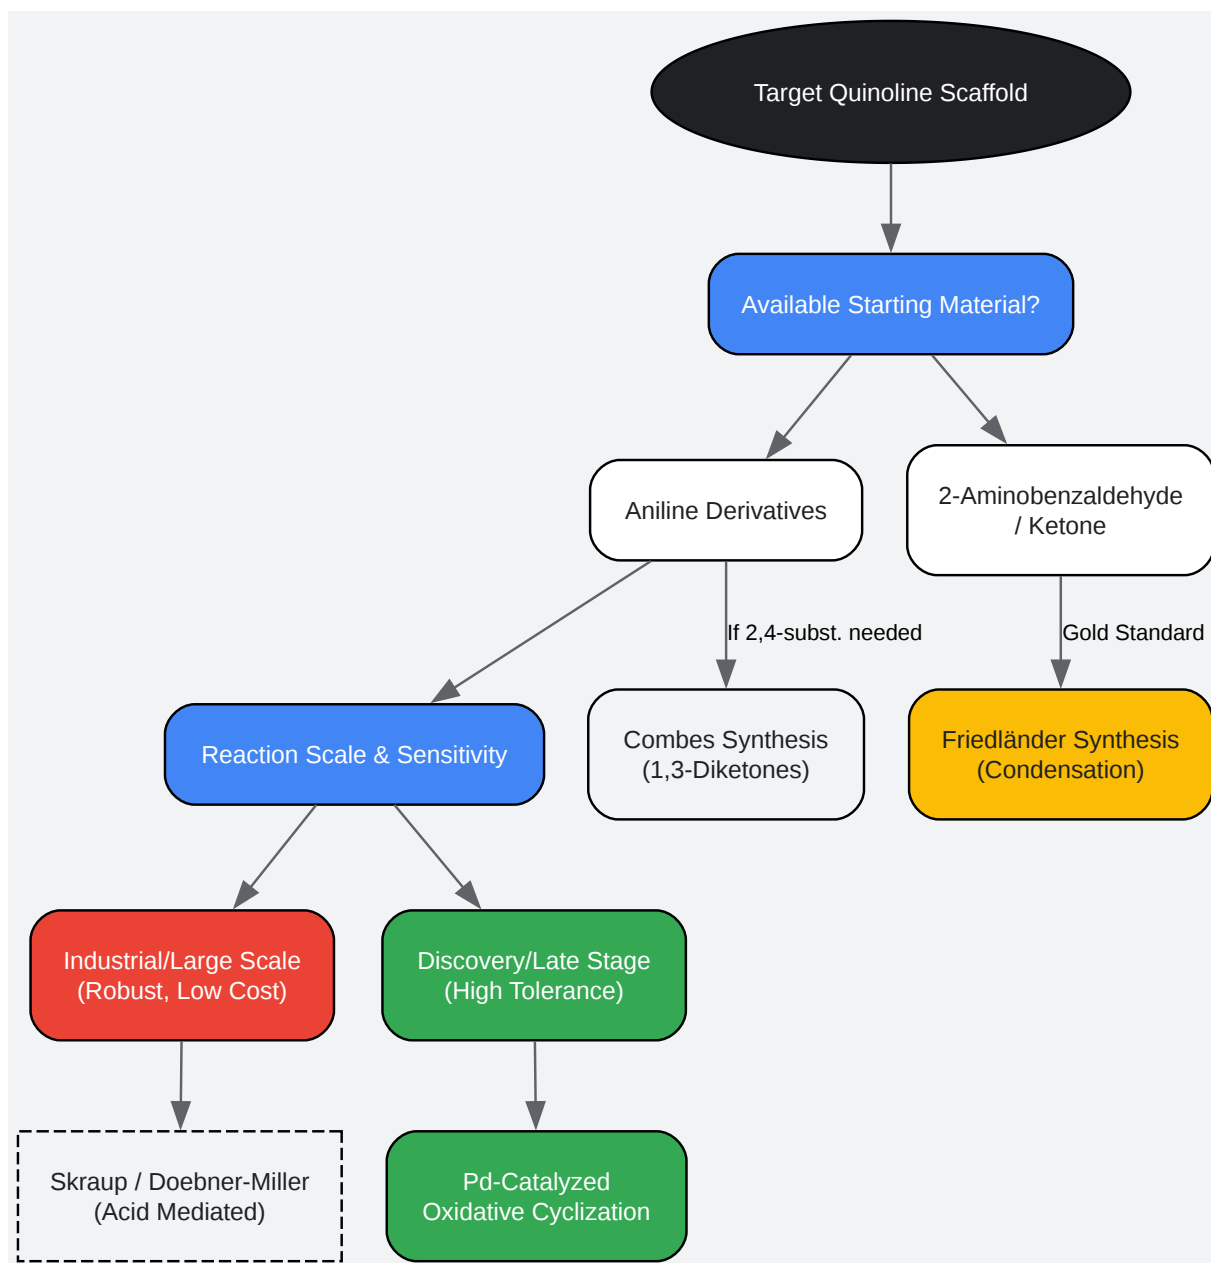 Target Quinoline Scaffold
Available Starting Material?
Aniline Derivatives
2-Aminobenzaldehyde
/ Ketone
If 2,4-subst. needed
Gold Standard
Reaction Scale & Sensitivity
Combes Synthesis
(1,3-Diketones)
Friedländer Synthesis
(Condensation)
Industrial/Large Scale
(Robust, Low Cost)
Discovery/Late Stage
(High Tolerance)
Skraup / Doebner-Miller
(Acid Mediated)
Pd-Catalyzed
Oxidative Cyclization